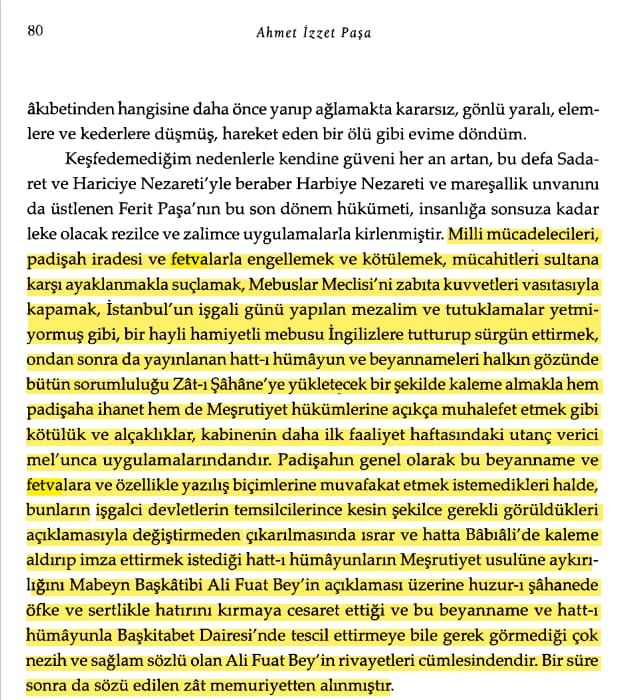 80
Ahmet İzzet Paşa
âkıbetinden hangisine daha önce yanıp ağlamakta kararsız, gönlü yaralı, elem-
lere ve kederlere düşmüş, hareket eden bir ölü gibi evime döndüm.
Keşfedemediğim nedenlerle kendine güveni her an artan, bu defa Sada-
ret ve Hariciye Nezareti'yle beraber Harbiye Nezareti ve mareşallik unvanını
da üstlenen Ferit Paşa'nın bu son dönem hükümeti, insanlığa sonsuza kadar
leke olacak rezilce ve zalimce uygulamalarla kirlenmiştir. Milli mücadelecileri,
padişah iradesi ve fetvalarla engellemek ve kötülemek, mücahitleri sultana
karşı ayaklanmakla suçlamak, Mebuslar Meclisi'ni zabıta kuvvetleri vasıtasıyla
kapamak, İstanbul'un işgali günü yapılan mezalim ve tutuklamalar yetmi-
yormuş gibi, bir hayli hamiyetli mebusu İngilizlere tutturup sürgün ettirmek,
ondan sonra da yayınlanan hatt-ı hümâyun ve beyannameleri halkın gözünde
bütün sorumluluğu Zât-ı Şâhâne'ye yükletecek bir şekilde kaleme almakla hem
padişaha ihanet hem de Meşrutiyet hükümlerine açıkça muhalefet etmek gibi
kötülük ve alçaklıklar, kabinenin daha ilk faaliyet haftasındaki utanç verici
mel'unca uygulamalarındandır. Padişahın genel olarak bu beyanname ve
fetvalara ve özellikle yazılış biçimlerine muvafakat etmek istemedikleri halde,
bunların işgalci devletlerin temsilcilerince kesin şekilce gerekli görüldükleri
açıklamasıyla değiştirmeden çıkarılmasında ısrar ve hatta Bâbıâli'de kaleme
aldırıp imza ettirmek istediği hatt-ı hümâyunların Meşrutiyet usulüne aykırı-
lığını Mabeyn Başkâtibi Ali Fuat Bey'in açıklaması üzerine huzur-ı şâhanede
öfke ve sertlikle hatırını kırmaya cesaret ettiği ve bu beyanname ve hatt-ı
hümâyunla Başkitabet Dairesi'nde tescil ettirmeye bile gerek görmediği çok
nezih ve sağlam sözlü olan Ali Fuat Bey'in rivayetleri cümlesindendir. Bir süre
sonra da sözü edilen zât memuriyetten alınmıştır.